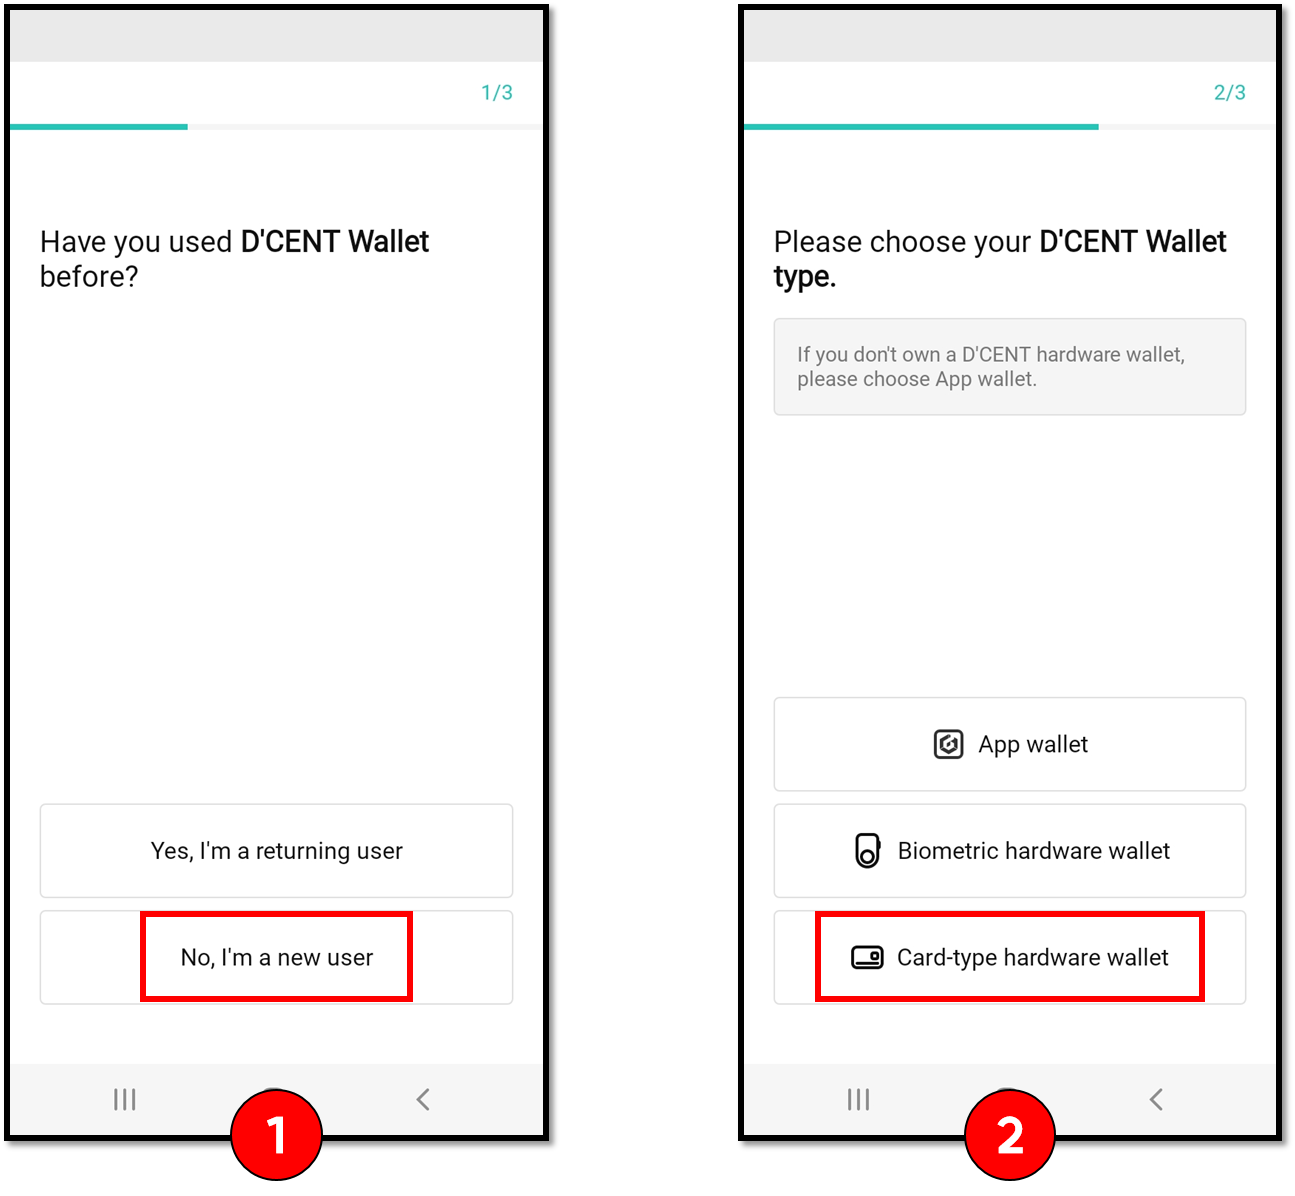 1/3
Have you used D'CENT Wallet
before?
Yes, I'm a returning user
No, I'm a new user
1
2/3
Please choose your D'CENT Wallet
type.
If you don't own a D'CENT hardware wallet,
please choose App wallet.
App wallet
Biometric hardware wallet
Card-type hardware wallet
2